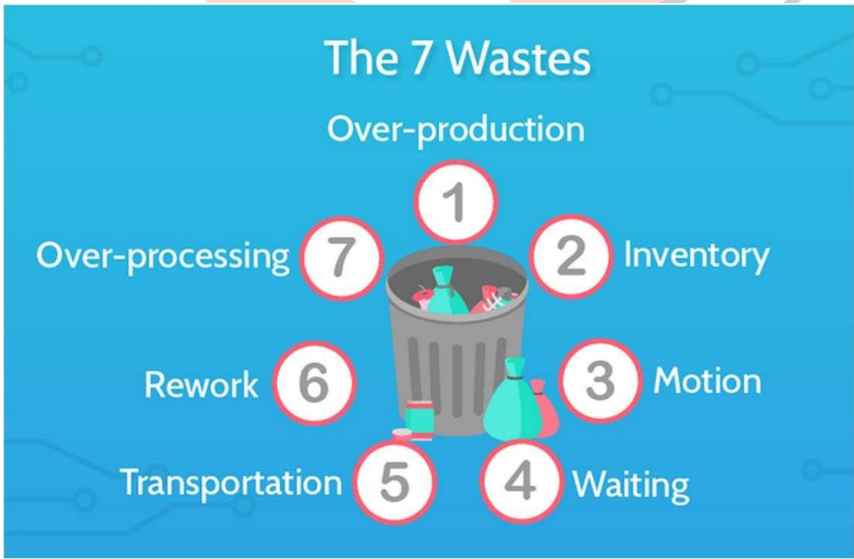 The 7 Wastes
Over-production
1
2 Inventory
3 Motion
4 Waiting
5 Transportation
6 Rework
7 Over-processing